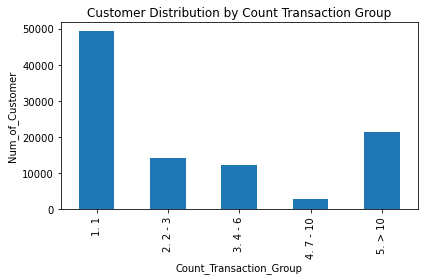 Customer Distribution by Count Transaction Group
Num_of_Customer
50000
40000
30000
20000
10000
0
1. 1
2. 2 - 3
3. 4 - 6
4. 7 - 10
5. > 10
Count_Transaction_Group